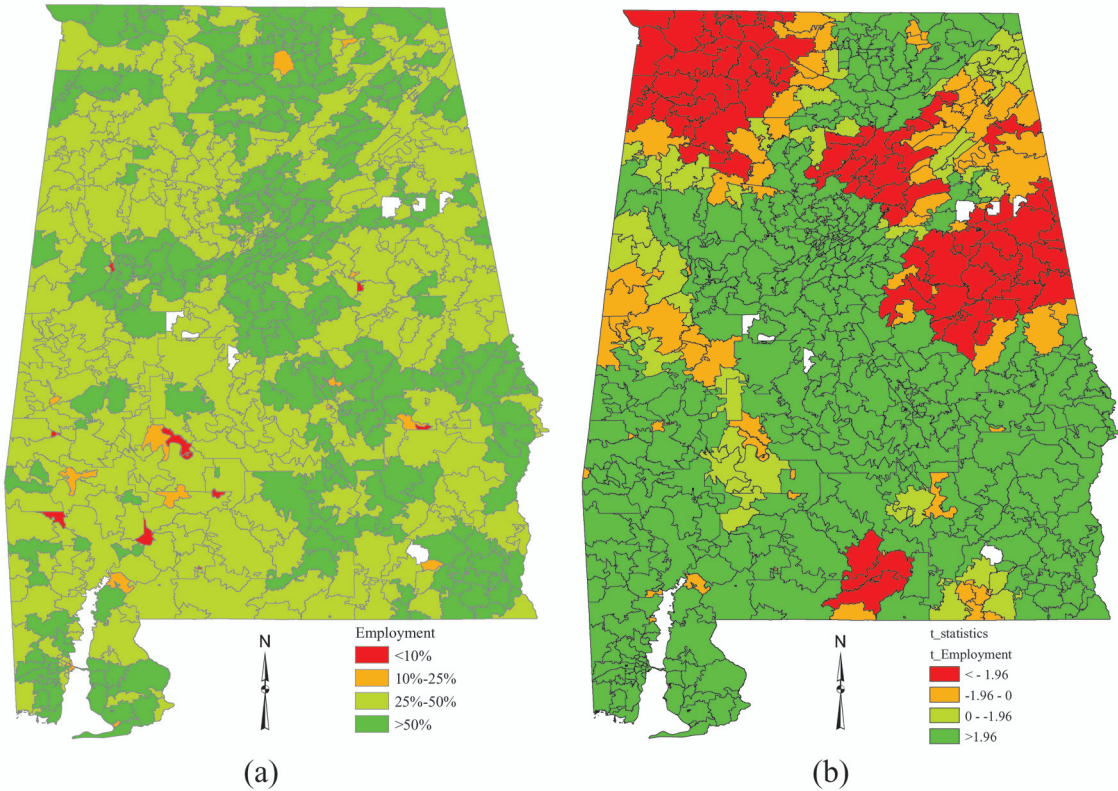 N
Employment
<10%
10%-25%
25%-50%
>50%
(a)
N
t_statistics
t_Employment
< - 1.96
-1.96 - 0
0 - -1.96
>1.96
(b)